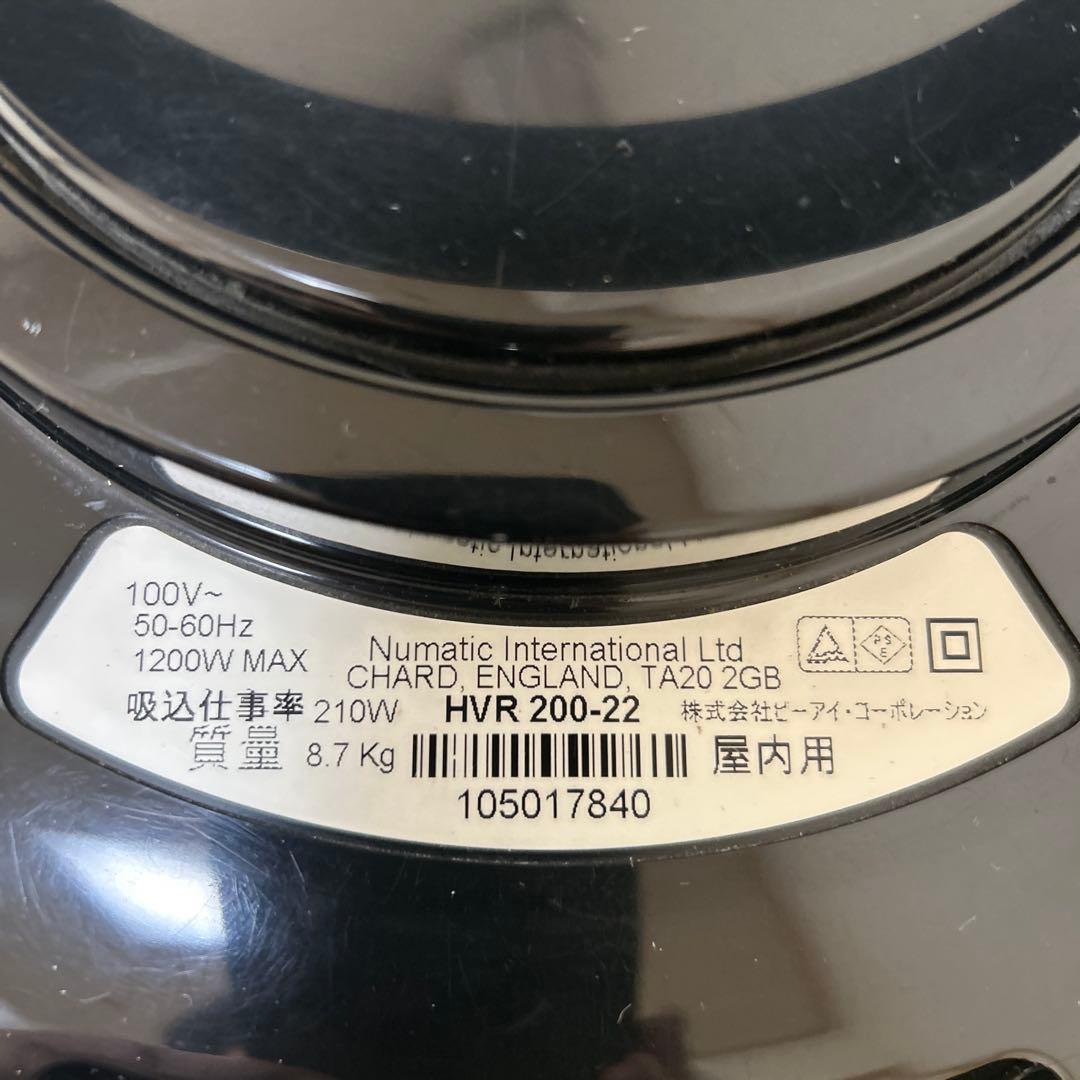 100V~
50-60Hz
1200W MAX
吸込仕事率 210W
質量 8.7 Kg
Numatic International Ltd
CHARD, ENGLAND, TA20 2GB
HVR 200-22
105017840
PS
E
株式会社ビーアイ・コーポレーション
屋内用